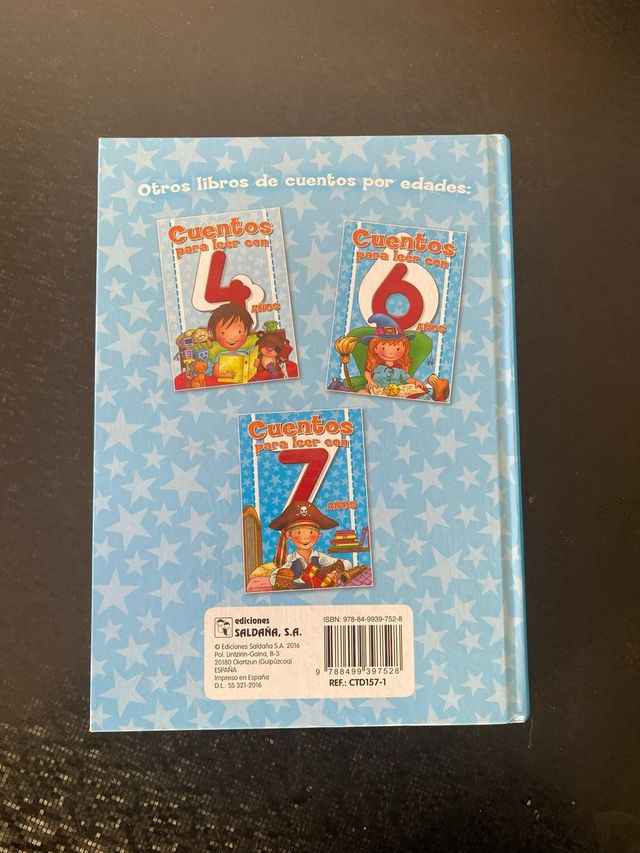 Otros libros de cuentos por edades:
Cuentos
para leer con
4
AÑOS
Cuentos
para leer con
6
AÑOS
Cuentos
para leer con
7
AÑOS
ediciones
SALDAÑA, S.A.
© Ediciones Saldaña S.A. 2016
Pol. Lintzirin-Gaina, B-3
20180 Oiartzun (Guipúzcoa)
ESPAÑA
Impreso en España
D.L.: SS 321-2016
ISBN: 978-84-9939-752-8
9 788499 397528
REF.: CTD157-1